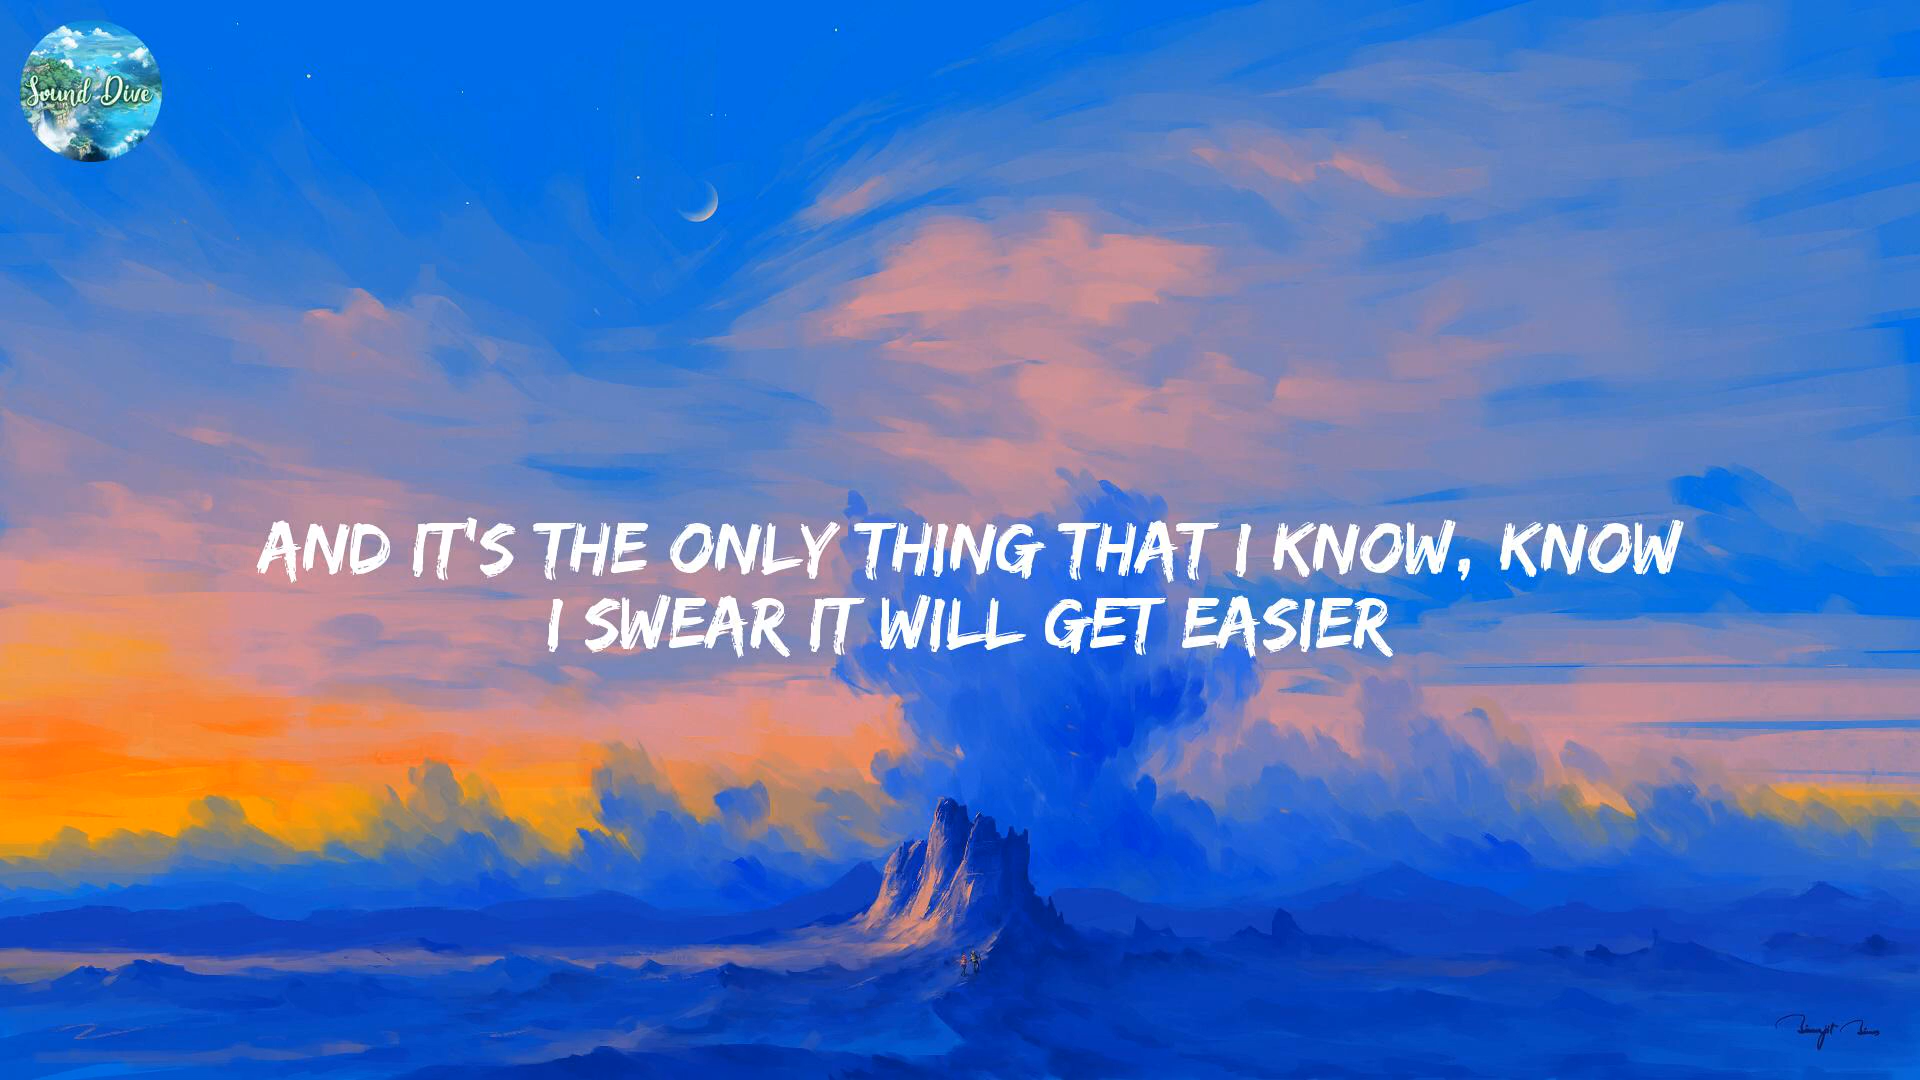 Sound Dive
AND IT'S THE ONLY THING THAT I KNOW, KNOW
I SWEAR IT WILL GET EASIER